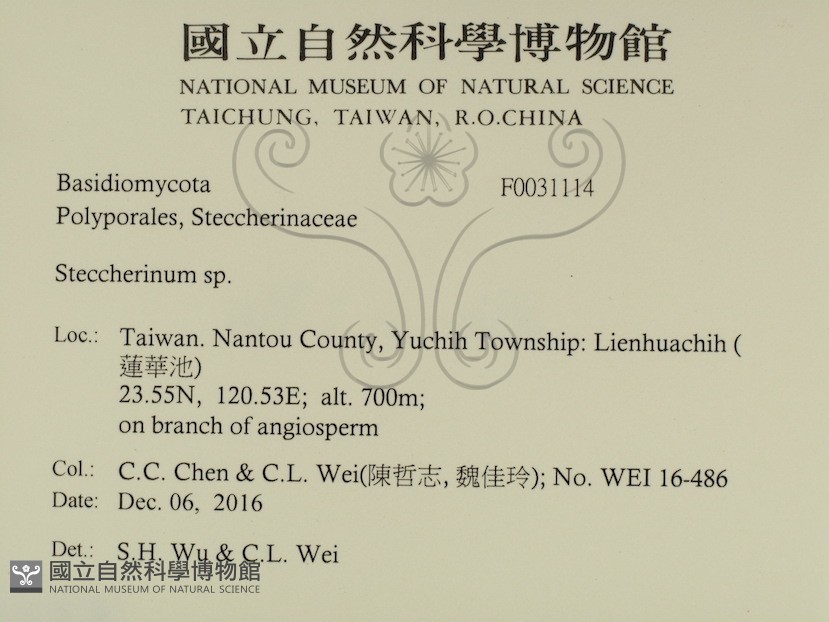 國立自然科學博物館
NATIONAL MUSEUM OF NATURAL SCIENCE
TAICHUNG, TAIWAN, R.O.CHINA
Basidiomycota F0031114
Polyporales, Steccherinaceae
Steccherinum sp.
Loc.: Taiwan. Nantou County, Yuchih Township: Lienhuachih (
蓮華池)
23.55N, 120.53E; alt. 700m;
on branch of angiosperm
Col.: C.C. Chen & C.L. Wei(陳哲志, 魏佳玲); No. WEI 16-486
Date: Dec. 06, 2016
Det.: S.H. Wu & C.L. Wei
國立自然科學博物館
NATIONAL MUSEUM OF NATURAL SCIENCE